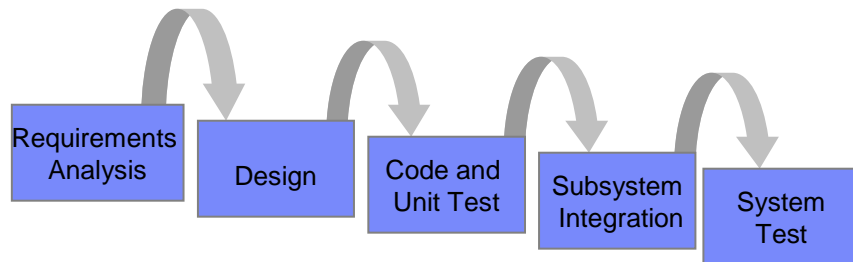 Requirements
Analysis
Design
Code and
Unit Test
Subsystem
Integration
System
Test